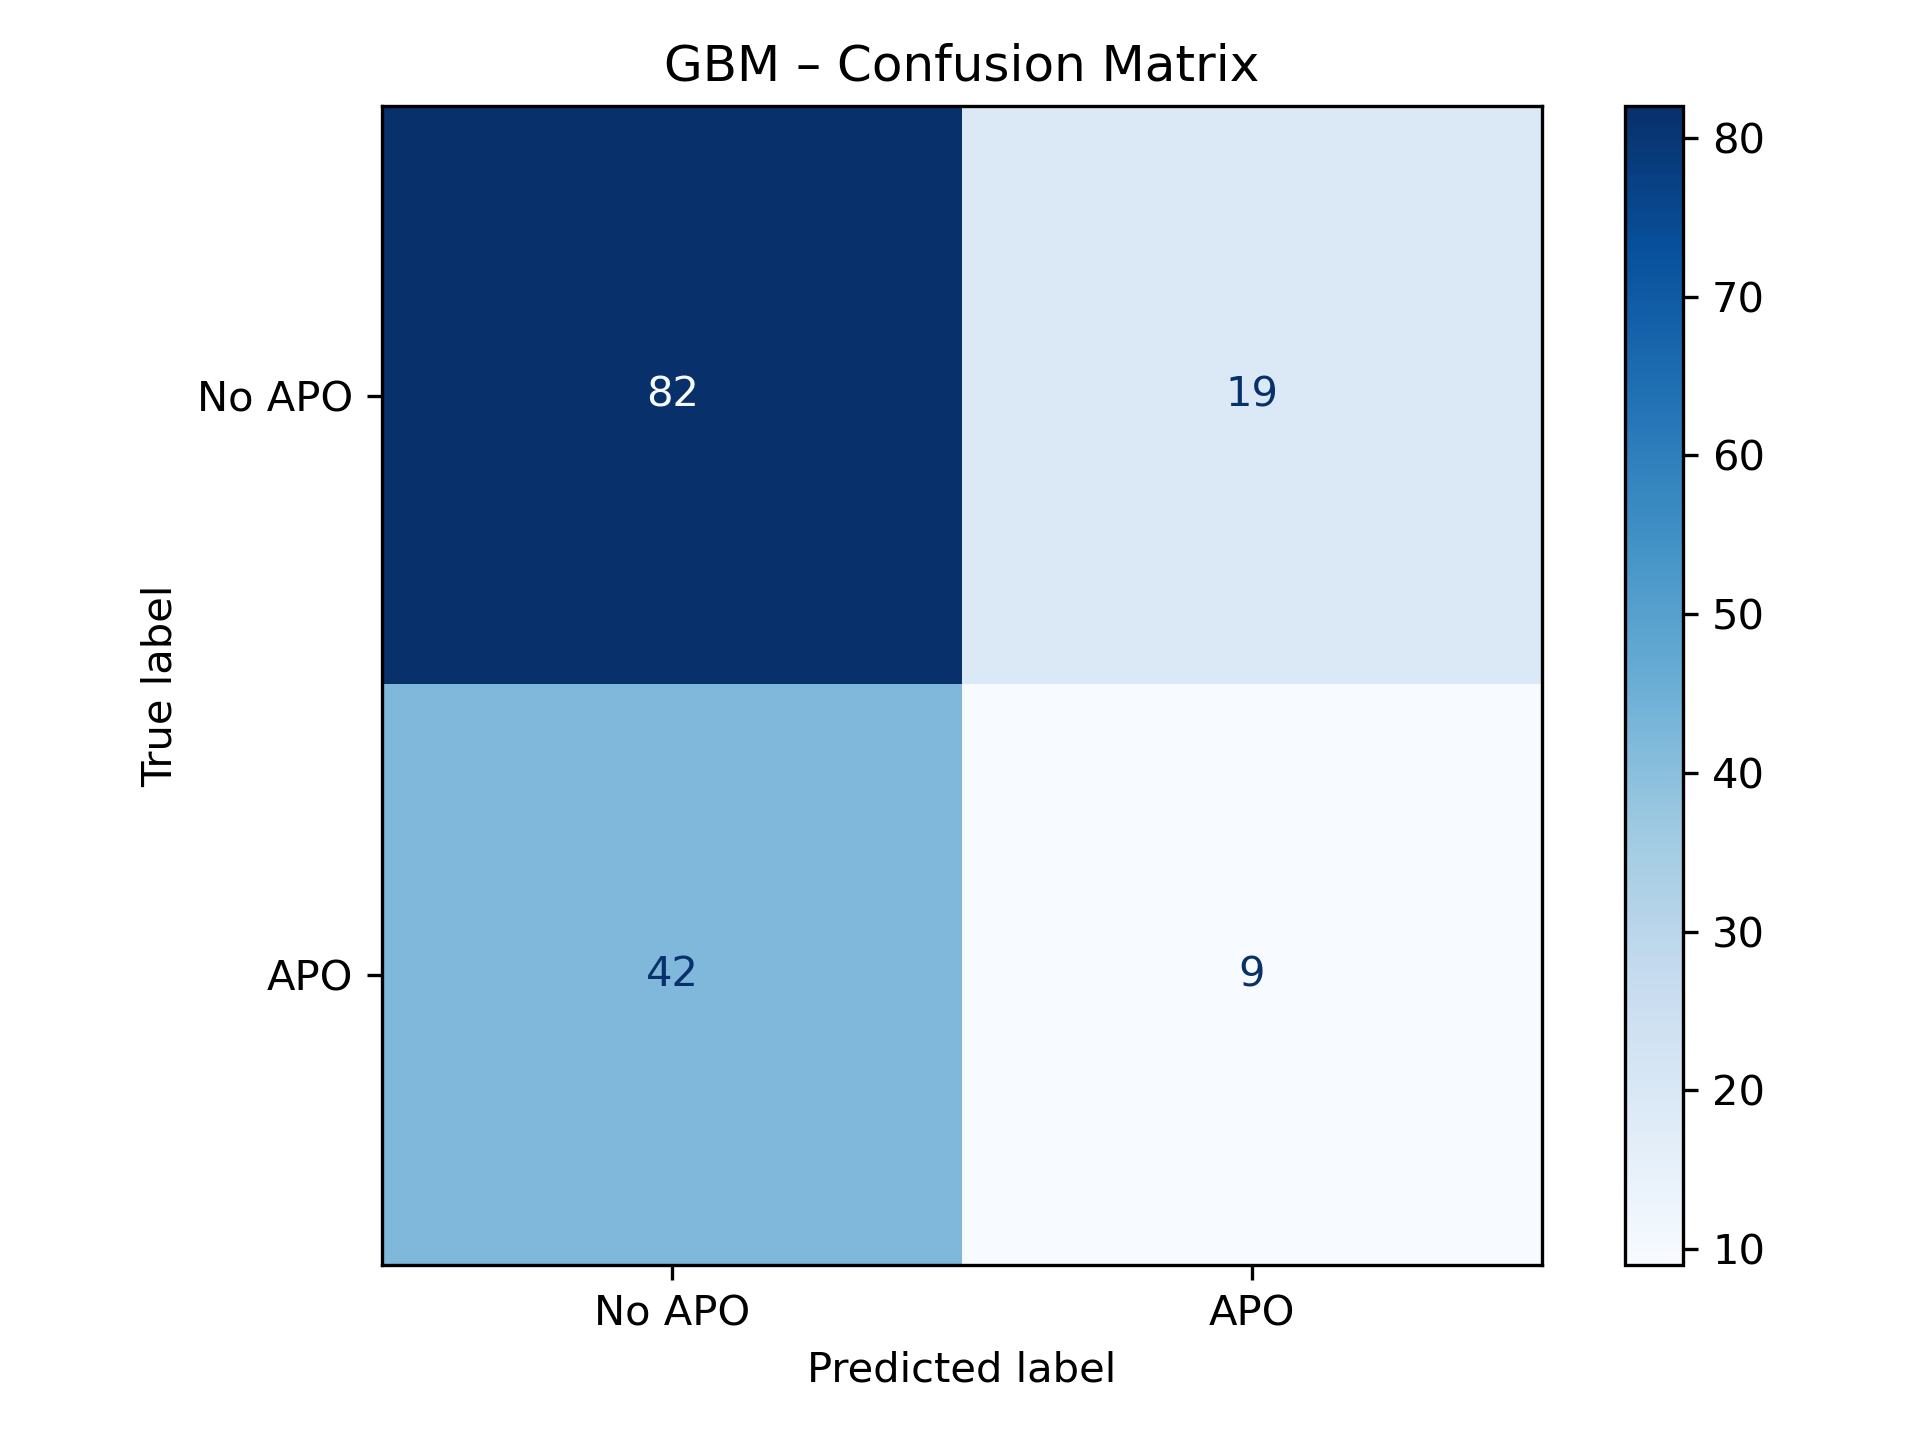 GBM – Confusion Matrix
No APO
APO
True label
82
19
42
9
No APO
APO
Predicted label
80
70
60
50
40
30
20
10